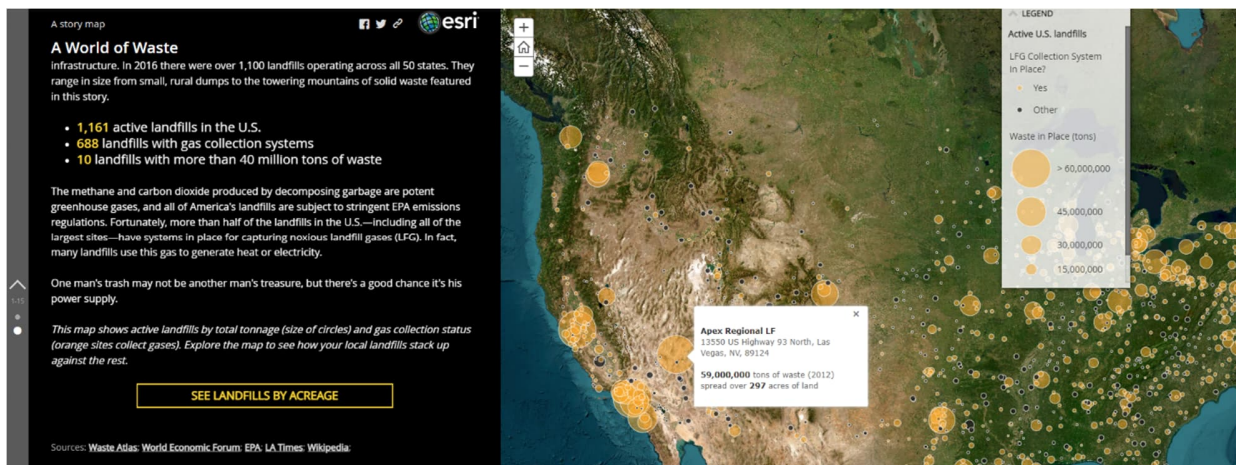 A story map
esri
A World of Waste
infrastructure. In 2016 there were over 1,100 landfills operating across all 50 states. They
range in size from small, rural dumps to the towering mountains of solid waste featured
in this story.
• 1,161 active landfills in the U.S.
• 688 landfills with gas collection systems
• 10 landfills with more than 40 million tons of waste
The methane and carbon dioxide produced by decomposing garbage are potent
greenhouse gases, and all of America's landfills are subject to stringent EPA emissions
regulations. Fortunately, more than half of the landfills in the U.S.—including all of the
largest sites—have systems in place for capturing noxious landfill gases (LFG). In fact,
many landfills use this gas to generate heat or electricity.
One man's trash may not be another man's treasure, but there's a good chance it's his
power supply.
This map shows active landfills by total tonnage (size of circles) and gas collection status
(orange sites collect gases). Explore the map to see how your local landfills stack up
against the rest.
SEE LANDFILLS BY ACREAGE
Sources: Waste Atlas; World Economic Forum; EPA; LA Times; Wikipedia;
1-15
+
−
Apex Regional LF
13550 US Highway 93 North, Las
Vegas, NV, 89124
59,000,000 tons of waste (2012)
spread over 297 acres of land
LEGEND
Active U.S. landfills
LFG Collection System
in Place?
Yes
Other
Waste in Place (tons)
> 60,000,000
45,000,000
30,000,000
15,000,000